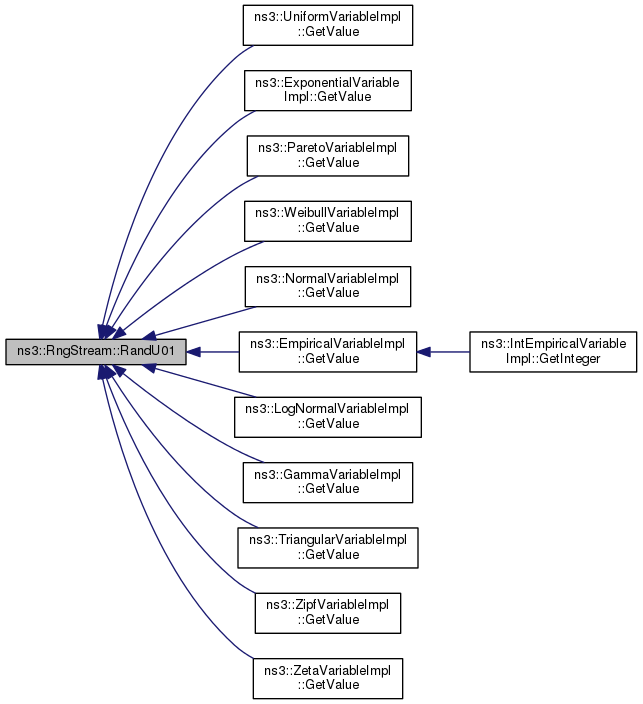 ns3::UniformVariableImpl
::GetValue
ns3::ExponentialVariable
Impl::GetValue
ns3::ParetoVariableImpl
::GetValue
ns3::WeibullVariableImpl
::GetValue
ns3::NormalVariableImpl
::GetValue
ns3::RngStream::RandU01
ns3::EmpiricalVariableImpl
::GetValue
ns3::IntEmpiricalVariable
Impl::GetInteger
ns3::LogNormalVariableImpl
::GetValue
ns3::GammaVariableImpl
::GetValue
ns3::TriangularVariableImpl
::GetValue
ns3::ZipfVariableImpl
::GetValue
ns3::ZetaVariableImpl
::GetValue